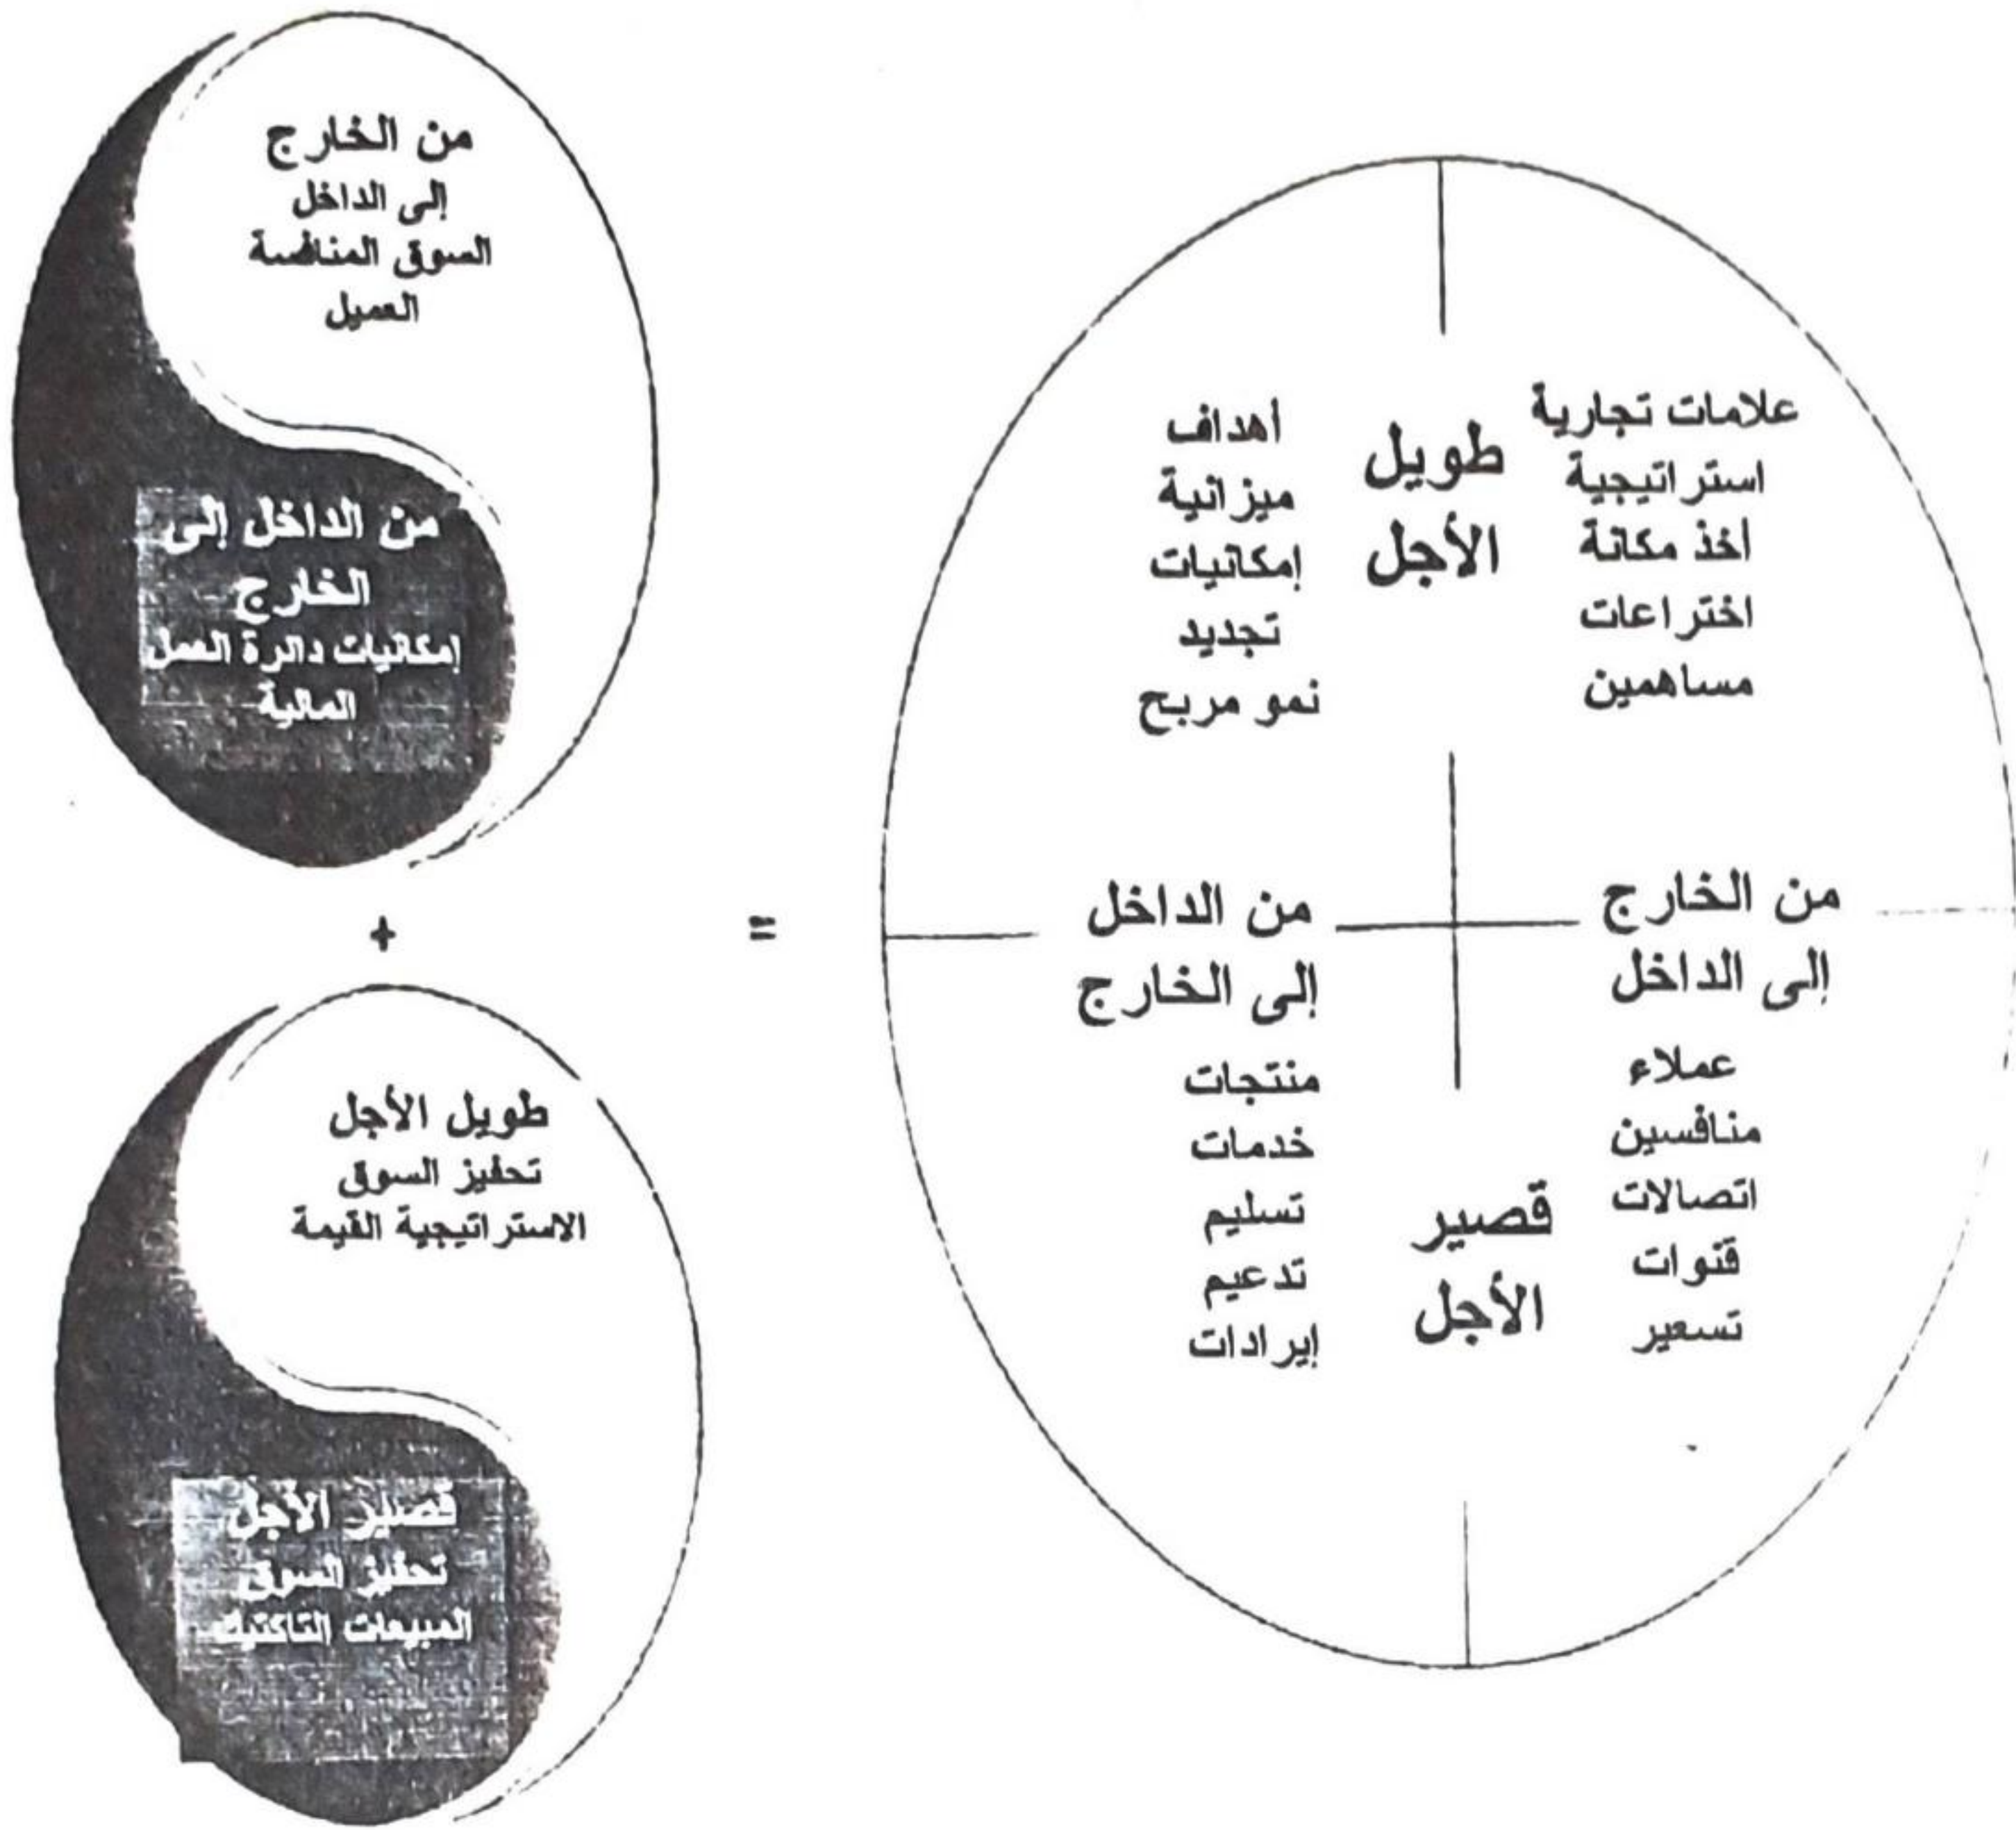 من الخارج
إلى الداخل
السوق المنافسة
العميل
من الداخل إلى
الخارج
إمكانيات دائرة العمل
المالية
+
طويل الأجل
تحفيز السوق
الاستراتيجية القيمة
قصير الأجل
تحفيز السوق
المبيعات التاكتيك
=
علامات تجارية
استراتيجية
أخذ مكانة
اختراعات
مساهمين
طويل
الأجل
أهداف
ميزانية
إمكانيات
تجديد
نمو مربح
من الخارج
إلى الداخل
من الداخل
إلى الخارج
عملاء
منافسين
اتصالات
قنوات
تسعير
قصير
الأجل
منتجات
خدمات
تسليم
تدعيم
إيرادات